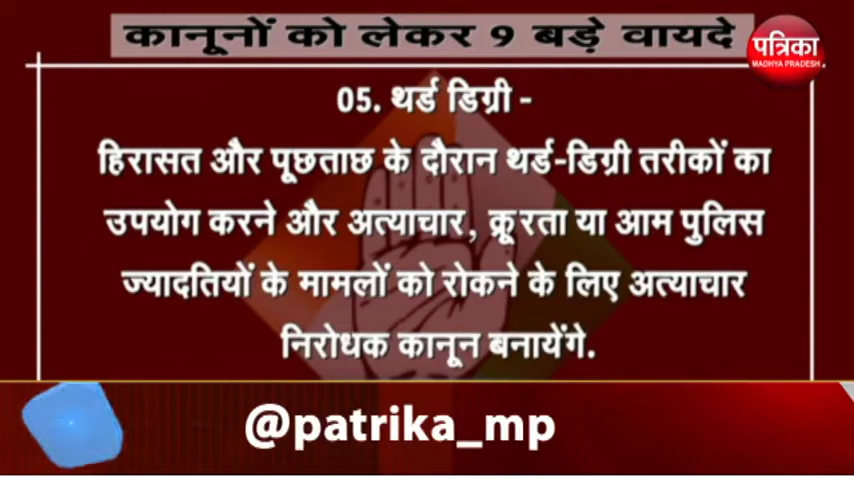 कानूनों को लेकर 9 बड़े वायदे
पत्रिका
MADHYA PRADESH
05. थर्ड डिग्री -
हिरासत और पूछताछ के दौरान थर्ड-डिग्री तरीकों का
उपयोग करने और अत्याचार, क्रूरता या आम पुलिस
ज्यादतियों के मामलों को रोकने के लिए अत्याचार
निरोधक कानून बनायेंगे.
@patrika_mp